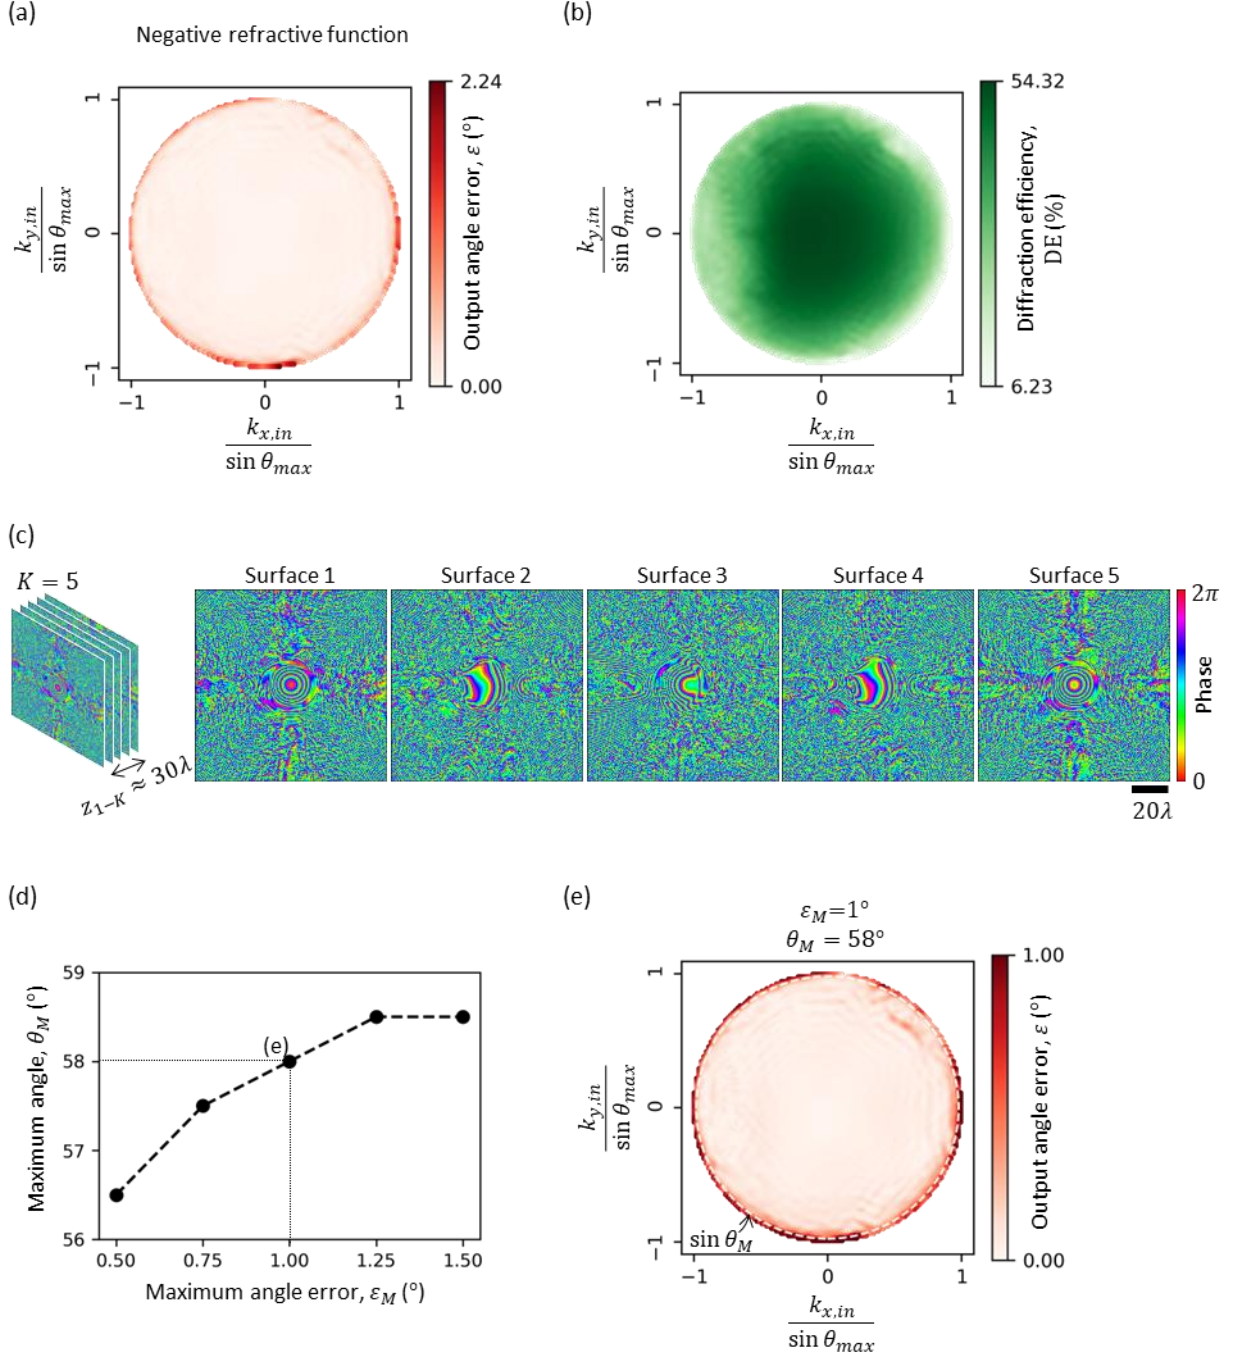 (a)
Negative refractive function
1
0
−1
k_{y,in}
sin θ_{max}
−1
0
1
k_{x,in}
sin θ_{max}
2.24
0.00
Output angle error, ε (°)
(b)
1
0
−1
k_{y,in}
sin θ_{max}
−1
0
1
k_{x,in}
sin θ_{max}
54.32
6.23
Diffraction efficiency,
DE (%)
(c)
K = 5
z_{1−K} ≈ 30λ
Surface 1
Surface 2
Surface 3
Surface 4
Surface 5
2π
0
Phase
20λ
(d)
59
58
57
56
Maximum angle, θ_M (°)
(e)
0.50
0.75
1.00
1.25
1.50
Maximum angle error, ε_M (°)
(e)
ε_M=1°
θ_M = 58°
1
0
−1
k_{y,in}
sin θ_{max}
sin θ_M
−1
0
1
k_{x,in}
sin θ_{max}
1.00
0.00
Output angle error, ε (°)